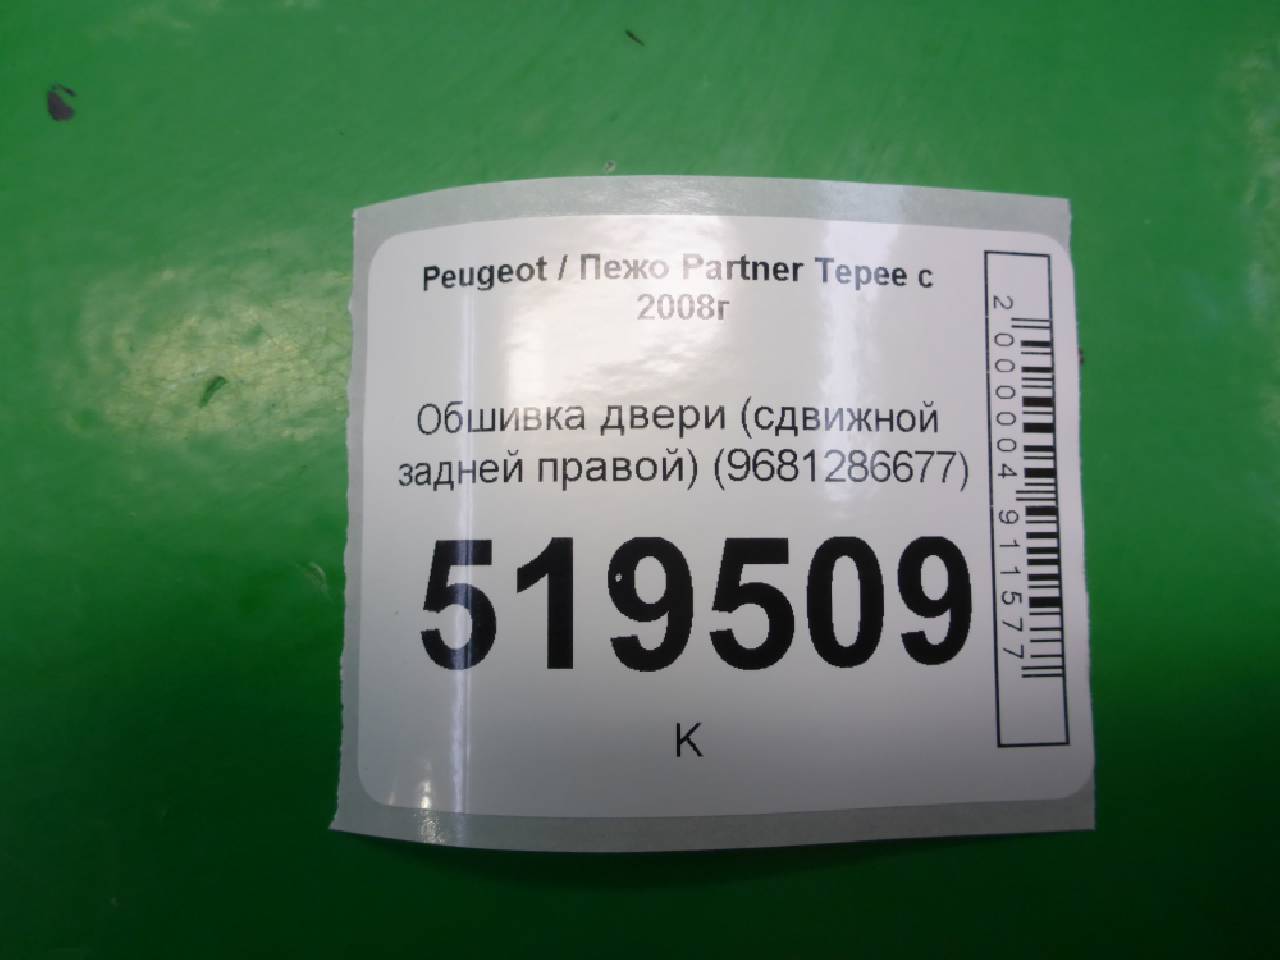 Peugeot / Пежо Partner Tepee с
2008г
Обшивка двери (сдвижной
задней правой) (9681286677)
519509
К
2000004911577